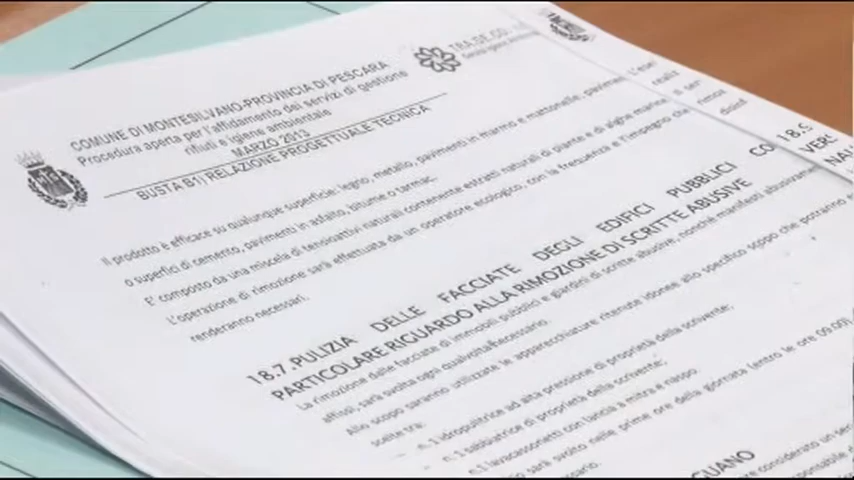 COMUNE DI MONTESILVANO-PROVINCIA DI PESCARA
Procedura aperta per l'affidamento dei servizi di gestione
rifiuti e igiene ambientale
MARZO 2013
BUSTA B1) RELAZIONE PROGETTUALE TECNICA
TRA.DE.CO.
Il prodotto è efficace su qualunque superficie: legno, metallo, pavimenti in marmo e mattonelle, pavimenti
o superfici di cemento, pavimenti in asfalto, bitume o tarmac.
E' composto da una miscela di tensioattivi naturali contenente estratti naturali di piante e di alghe marine
L'operazione di rimozione sarà effettuata da un operatore ecologico, con la frequenza e l'impegno che
renderanno necessari.
18.7.PULIZIA DELLE FACCIATE DEGLI EDIFICI PUBBLICI CO
PARTICOLARE RIGUARDO ALLA RIMOZIONE DI SCRITTE ABUSIVE
La rimozione delle facciate di immobili pubblici e giardini di scritte abusive, nonché manifesti abusivamente
affissi, sarà svolta ogni qualvolta necessario.
Allo scopo saranno utilizzate le apparecchiature ritenute idonee allo specifico scopo che potranno
scelte tra:
- n.1 idropulitrice ad alta pressione di proprietà della scrivente;
- n.1 sabbiatrice di proprietà della scrivente;
- n.1 lavacassonetti con lancia a mitra e naspo
sarà svolto nelle prime ore della giornata (entro le ore 09.00)
GUANO
18.9